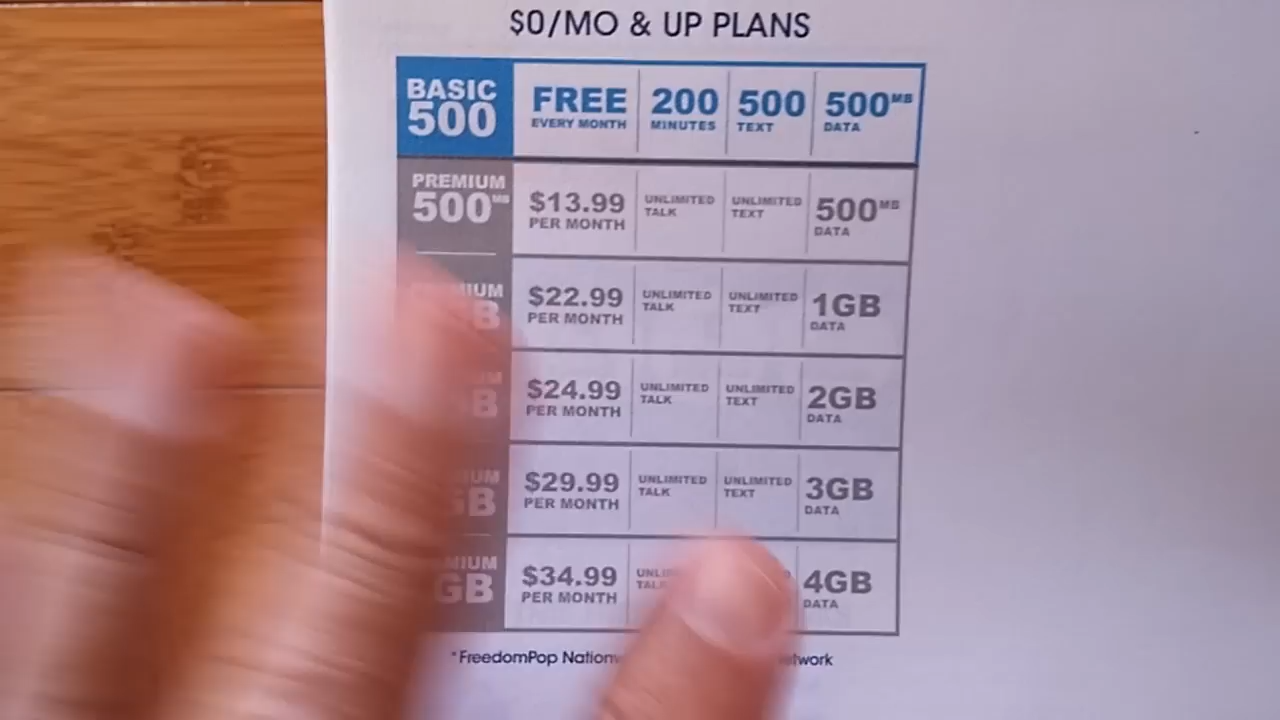 $0/MO & UP PLANS
BASIC
500
FREE
EVERY MONTH
200
MINUTES
500
TEXT
500MB
DATA
PREMIUM
500MB
$13.99
PER MONTH
UNLIMITED
TALK
UNLIMITED
TEXT
500MB
DATA
$22.99
PER MONTH
UNLIMITED
TALK
UNLIMITED
TEXT
1GB
DATA
$24.99
PER MONTH
UNLIMITED
TALK
UNLIMITED
TEXT
2GB
DATA
$29.99
PER MONTH
UNLIMITED
TALK
UNLIMITED
TEXT
3GB
DATA
$34.99
PER MONTH
4GB
DATA
*FreedomPop